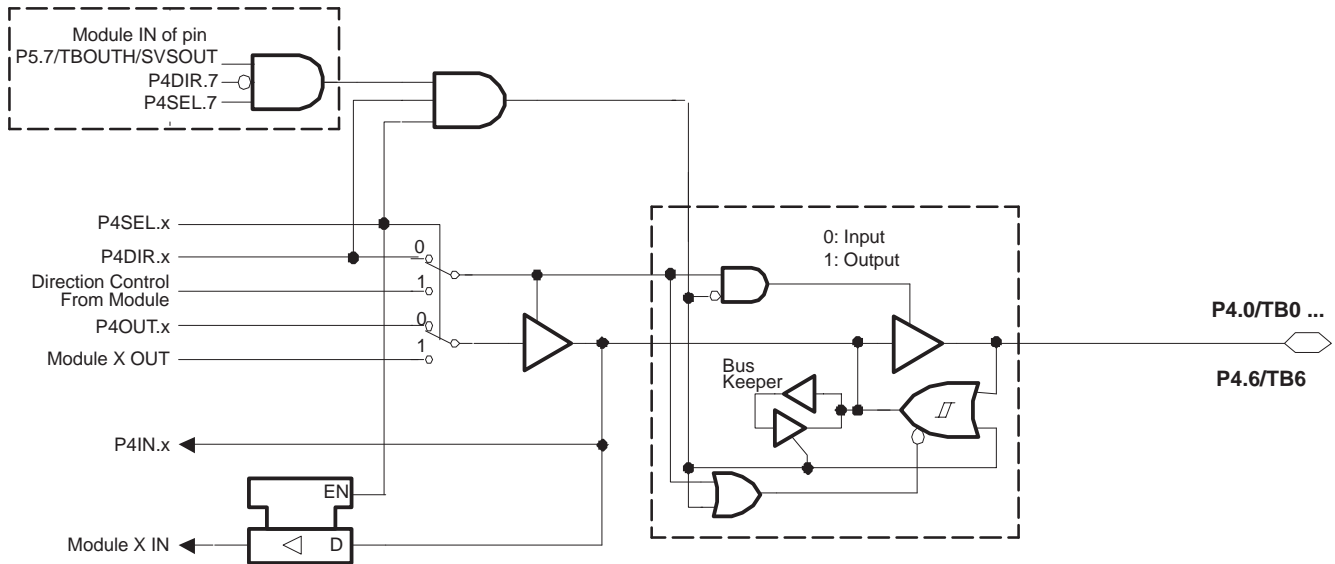 Module IN of pin
P5.7/TBOUTH/SVSOUT
P4DIR.7
P4SEL.7
P4SEL.x
P4DIR.x
0
Direction Control
From Module
1
P4OUT.x
0
Module X OUT
1
0: Input
1: Output
Bus
Keeper
P4.0/TB0 ...
P4.6/TB6
P4IN.x
EN
Module X IN
D